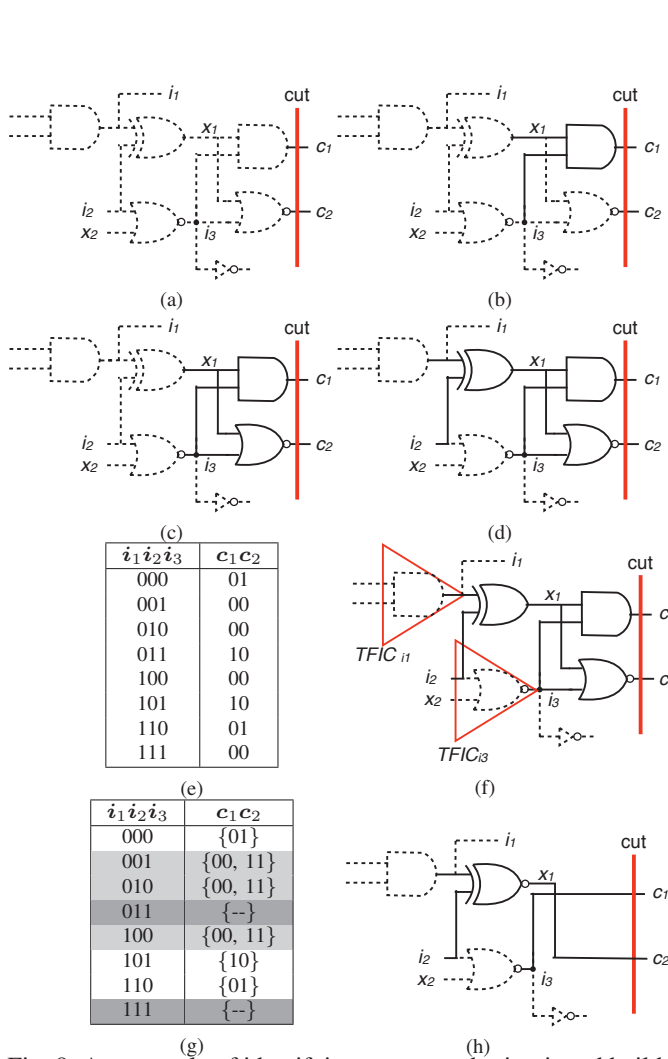 i1 cut
x1 c1
i2 c2
x2 i3
(a)
i1 cut
x1 c1
i2 c2
x2 i3
(b)
i1 cut
x1 c1
i2 c2
x2 i3
(c)
i1 cut
x1 c1
i2 c2
x2 i3
(d)
i1i2i3 c1c2
000 01
001 00
010 00
011 10
100 00
101 10
110 01
111 00
(e)
i1 cut
x1 c
TFIC i1
i2 c
x2 i3
TFICi3
(f)
i1i2i3 c1c2
000 {01}
001 {00, 11}
010 {00, 11}
011 {--}
100 {00, 11}
101 {10}
110 {01}
111 {--}
(g)
i1 cut
x1 c1
i2 c2
x2 i3
(h)